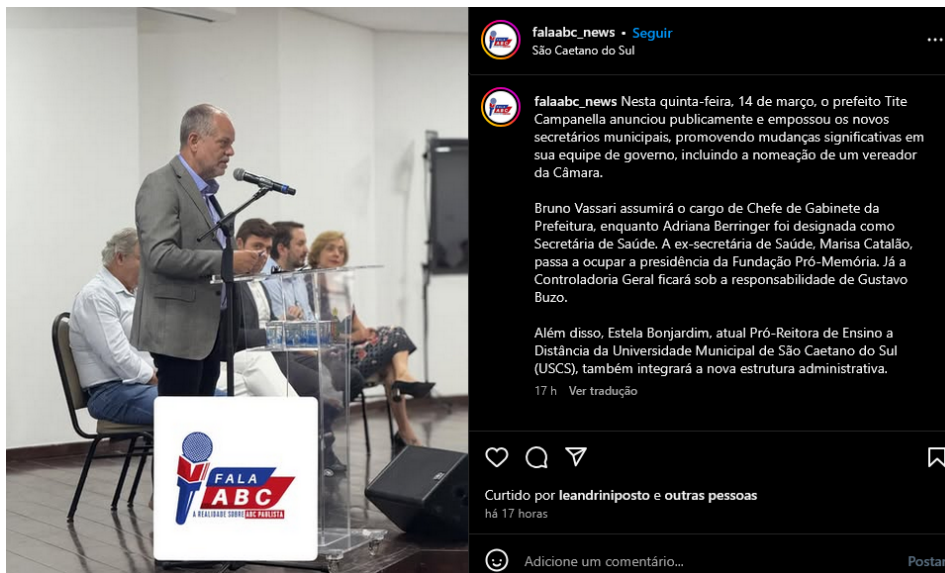 falaabc_news • Seguir
São Caetano do Sul
falaabc_news Nesta quinta-feira, 14 de março, o prefeito Tite
Campanella anunciou publicamente e empossou os novos
secretários municipais, promovendo mudanças significativas em
sua equipe de governo, incluindo a nomeação de um vereador
da Câmara.
Bruno Vassari assumirá o cargo de Chefe de Gabinete da
Prefeitura, enquanto Adriana Berringer foi designada como
Secretária de Saúde. A ex-secretária de Saúde, Marisa Catalão,
passa a ocupar a presidência da Fundação Pró-Memória. Já a
Controladoria Geral ficará sob a responsabilidade de Gustavo
Buzo.
Além disso, Estela Bonjardim, atual Pró-Reitora de Ensino a
Distância da Universidade Municipal de São Caetano do Sul
(USCS), também integrará a nova estrutura administrativa.
17 h Ver tradução
Curtido por leandriniposto e outras pessoas
há 17 horas
Adicione um comentário... Postar
FALA
ABC
A REALIDADE SOBRE ABC PAULISTA